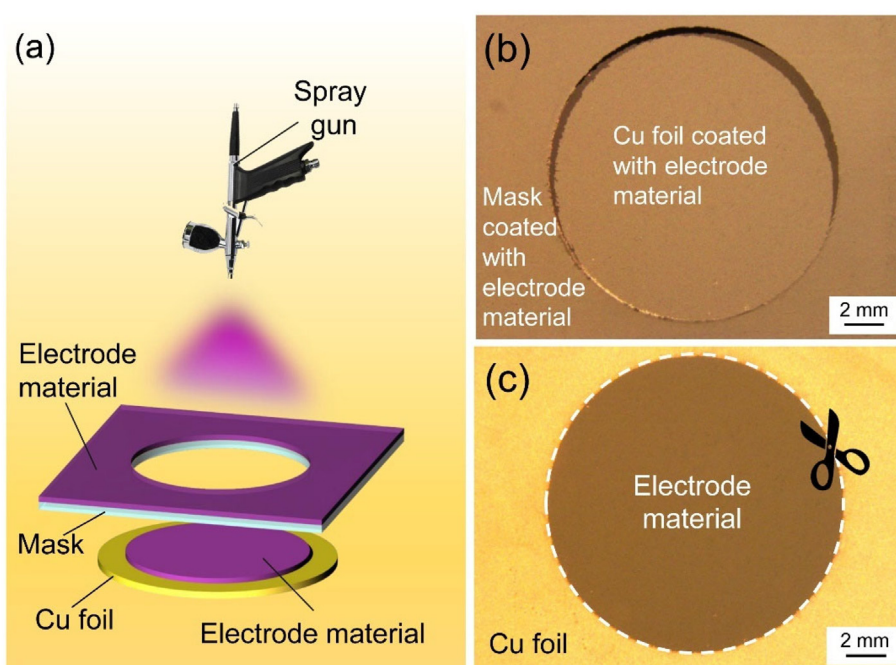 (a)
Spray
gun
Electrode
material
Mask
Cu foil
Electrode material
(b)
Cu foil coated
with electrode
material
Mask
coated
with
electrode
material
2 mm
(c)
Electrode
material
Cu foil
2 mm